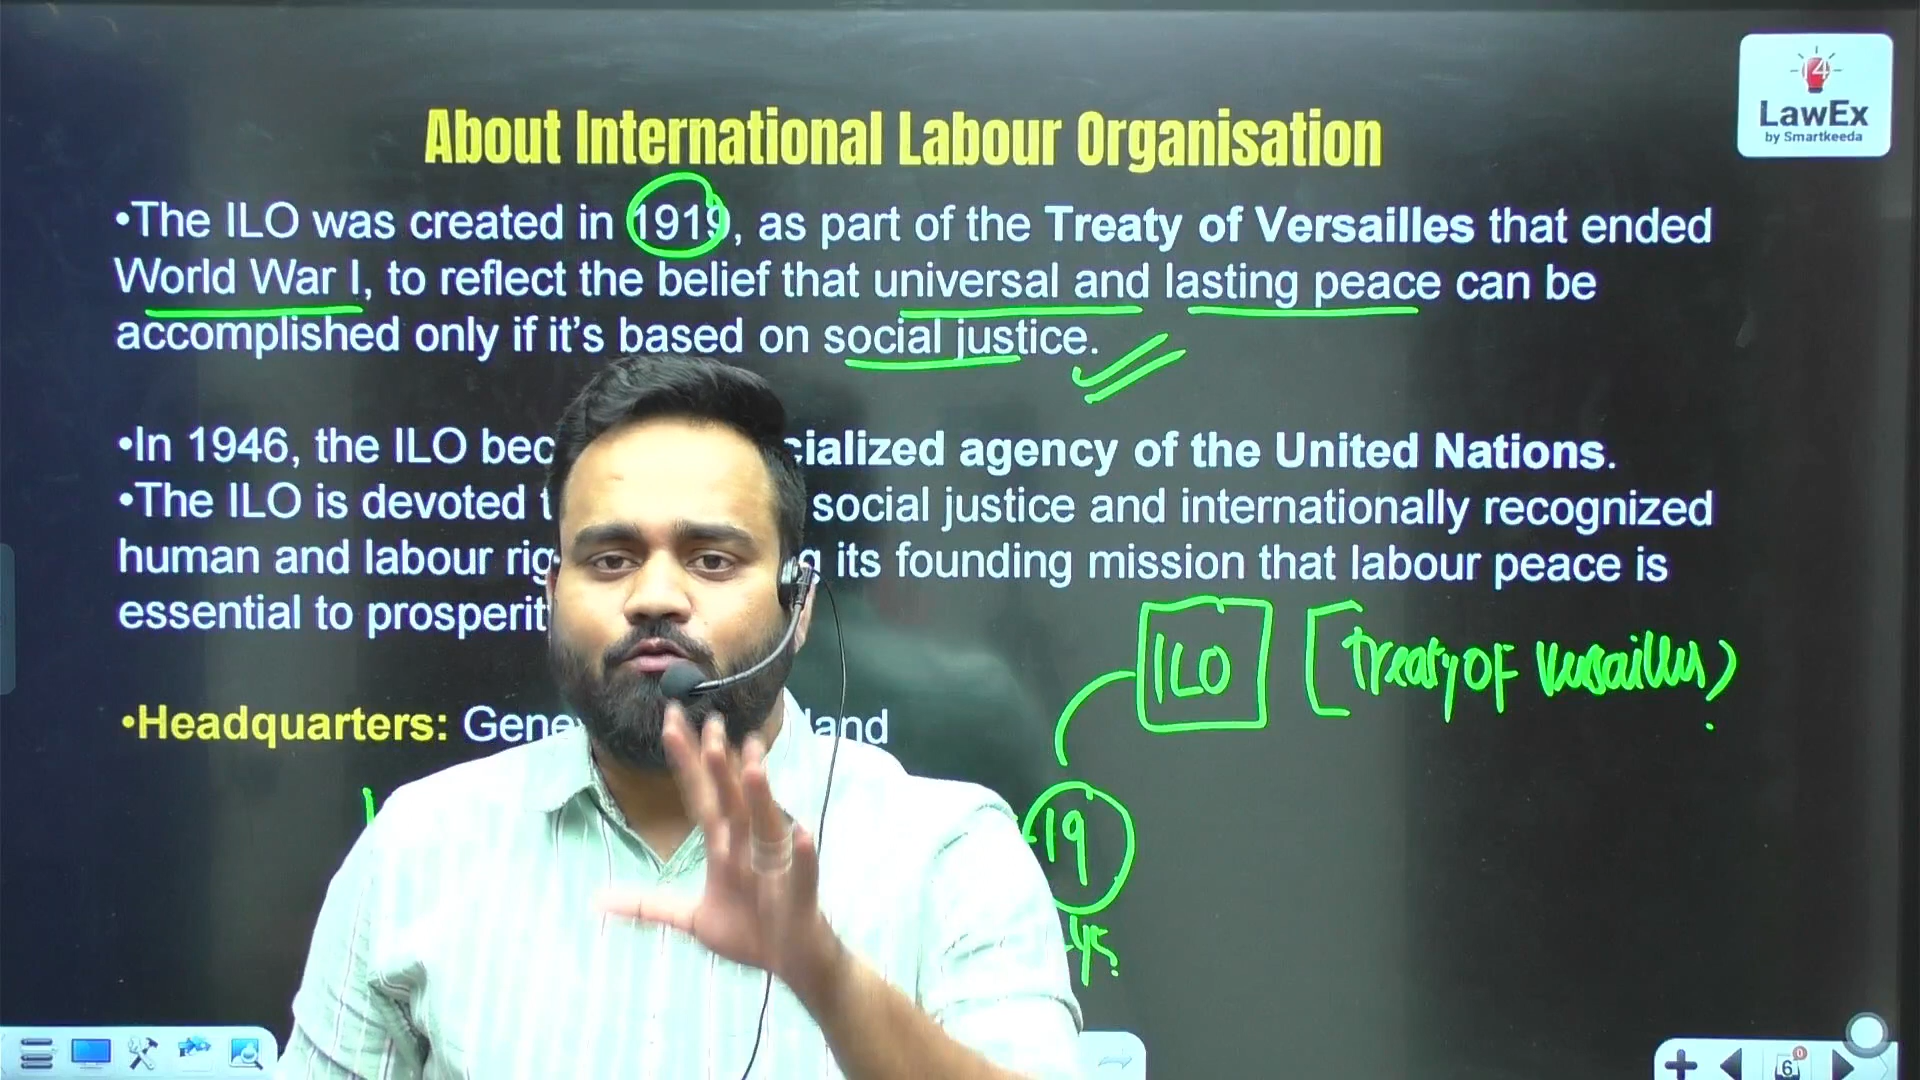 14
LawEx
by Smartkeeda
About International Labour Organisation
•The ILO was created in 1919, as part of the Treaty of Versailles that ended
World War I, to reflect the belief that universal and lasting peace can be
accomplished only if it’s based on social justice.
•In 1946, the ILO bec cialized agency of the United Nations.
•The ILO is devoted t social justice and internationally recognized
human and labour rig g its founding mission that labour peace is
essential to prosperit
ILO [Treaty of Versailles)
•Headquarters: Gene land
19
45
6
0